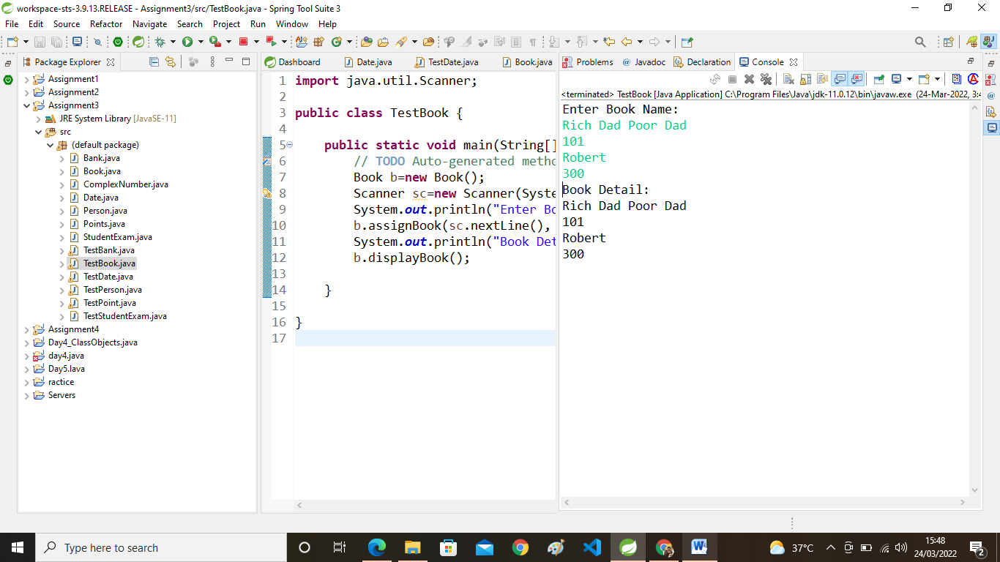 workspace-sts-3.9.13.RELEASE - Assignment3/src/TestBook.java - Spring Tool Suite 3
File Edit Source Refactor Navigate Search Project Run Window Help
Package Explorer
Assignment1
Assignment2
Assignment3
JRE System Library [JavaSE-11]
src
(default package)
Bank.java
Book.java
ComplexNumber.java
Date.java
Person.java
Points.java
StudentExam.java
TestBank.java
TestBook.java
TestDate.java
TestPerson.java
TestPoint.java
TestStudentExam.java
Assignment4
Day4_ClassObjects.java
day4.java
Day5.lava
ractice
Servers
Dashboard Date.java TestDate.java Book.java
1 import java.util.Scanner;
2
3 public class TestBook {
4
5 public static void main(String[]
6 // TODO Auto-generated metho
7 Book b=new Book();
8 Scanner sc=new Scanner(Syste
9 System.out.println("Enter Bo
10 b.assignBook(sc.nextLine(),
11 System.out.println("Book Det
12 b.displayBook();
13
14 }
15
16 }
17
Problems Javadoc Declaration Console
<terminated> TestBook [Java Application] C:\Program Files\Java\jdk-11.0.12\bin\javaw.exe (24-Mar-2022, 3:4
Enter Book Name:
Rich Dad Poor Dad
101
Robert
300
Book Detail:
Rich Dad Poor Dad
101
Robert
300
Type here to search
37°C
15:48
24/03/2022
2